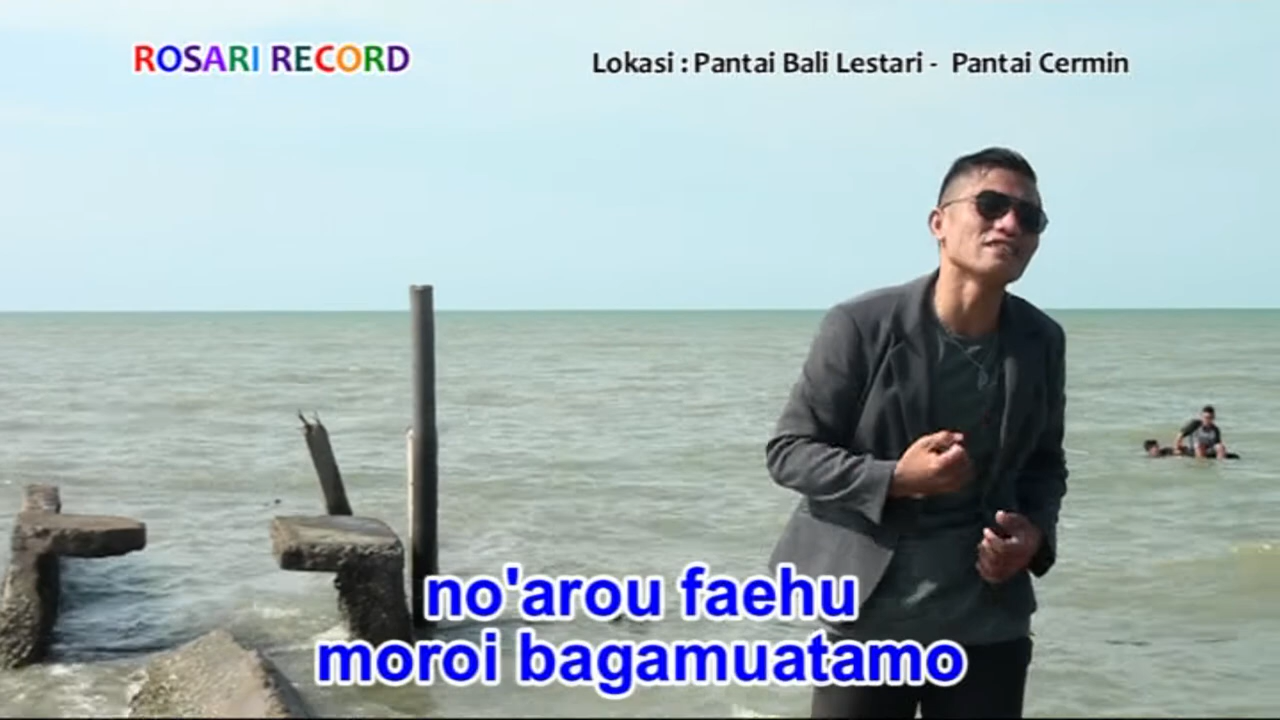 ROSARI RECORD
Lokasi : Pantai Bali Lestari - Pantai Cermin
no'arou faehu
moroi bagamuatamo